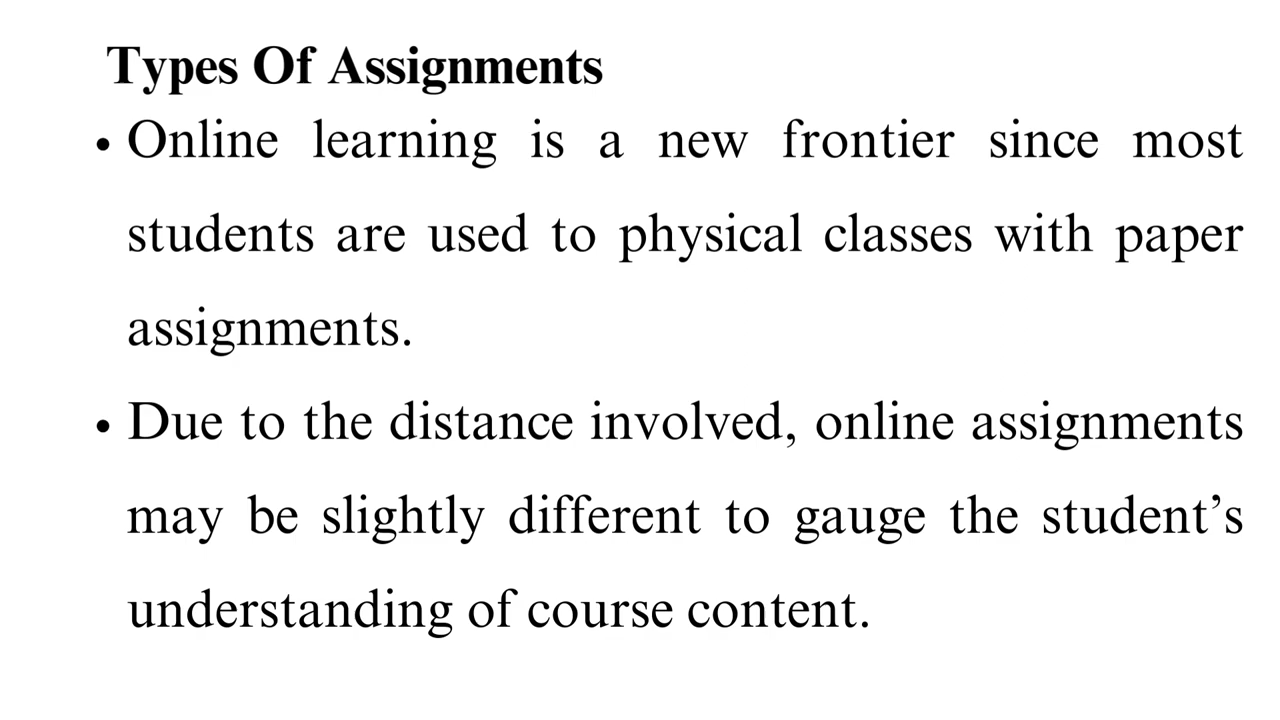 Types Of Assignments
• Online learning is a new frontier since most
students are used to physical classes with paper
assignments.
• Due to the distance involved, online assignments
may be slightly different to gauge the student’s
understanding of course content.